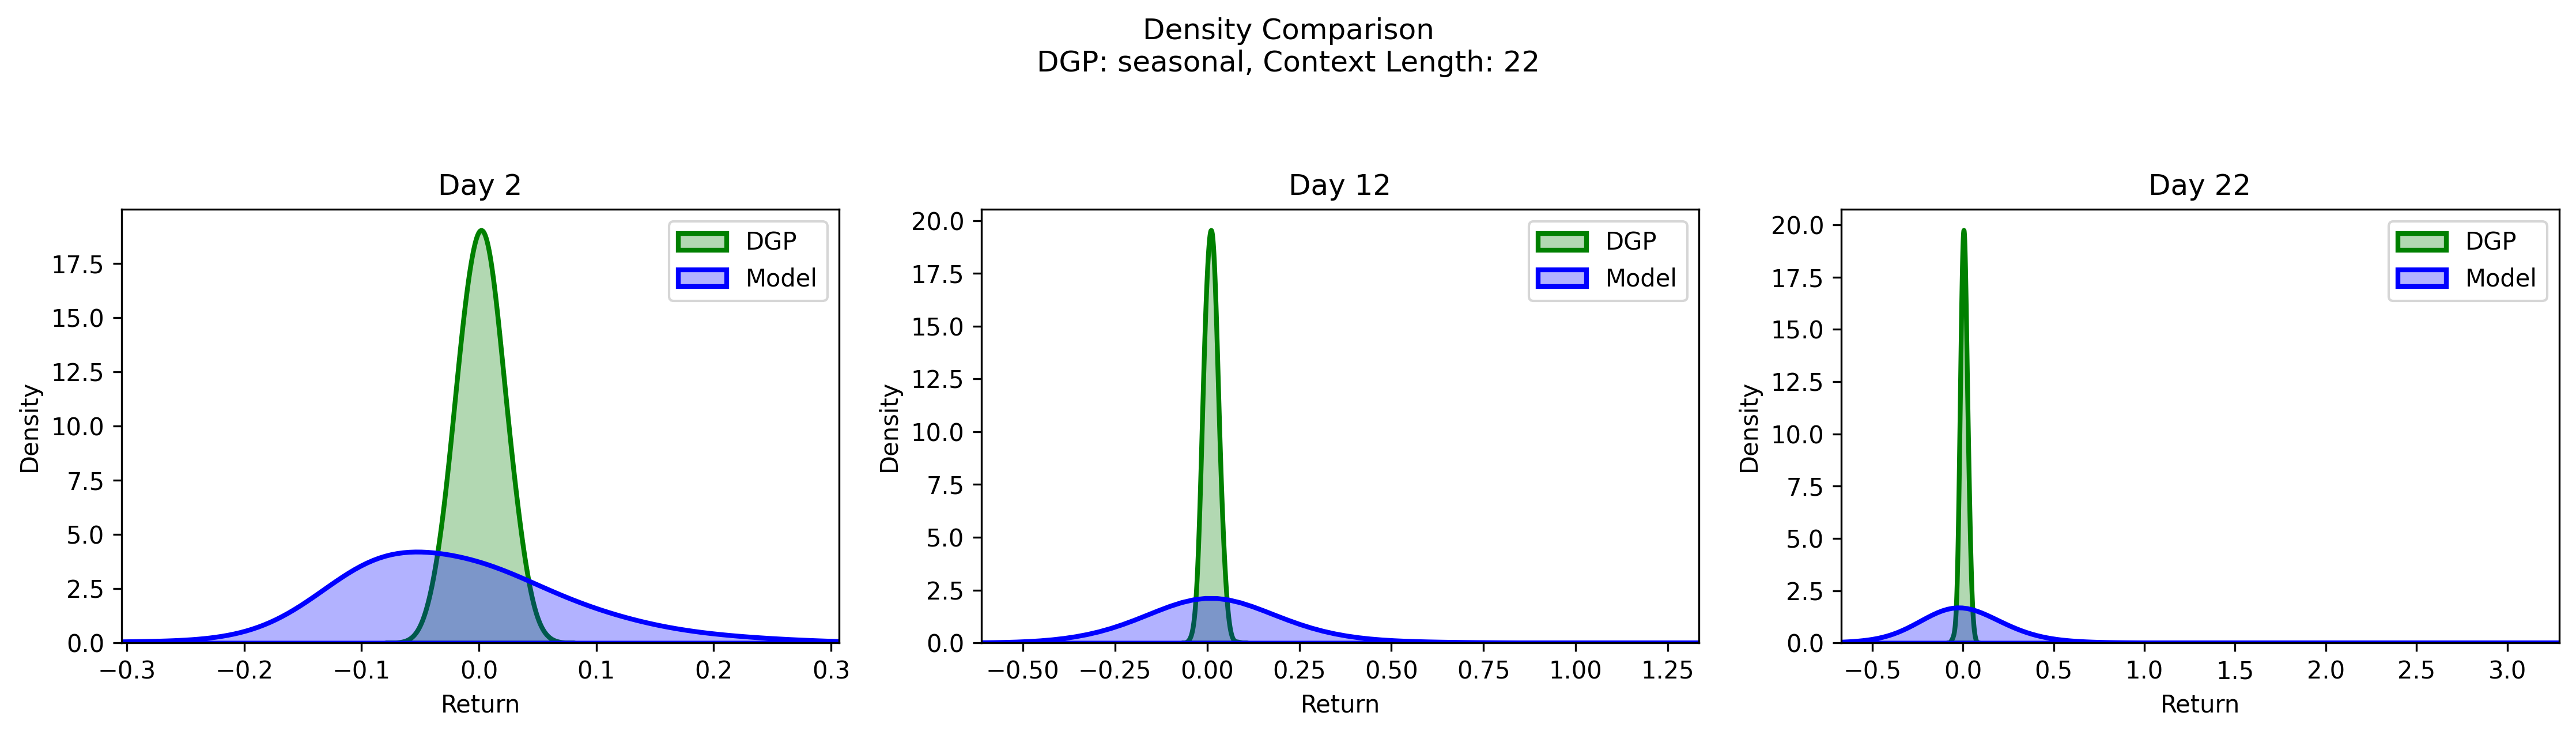 Density Comparison
DGP: seasonal, Context Length: 22
Day 2
Density
17.5
15.0
12.5
10.0
7.5
5.0
2.5
0.0
−0.3 −0.2 −0.1 0.0 0.1 0.2 0.3
Return
DGP
Model
Day 12
Density
20.0
17.5
15.0
12.5
10.0
7.5
5.0
2.5
0.0
−0.50 −0.25 0.00 0.25 0.50 0.75 1.00 1.25
Return
DGP
Model
Day 22
Density
20.0
17.5
15.0
12.5
10.0
7.5
5.0
2.5
0.0
−0.5 0.0 0.5 1.0 1.5 2.0 2.5 3.0
Return
DGP
Model